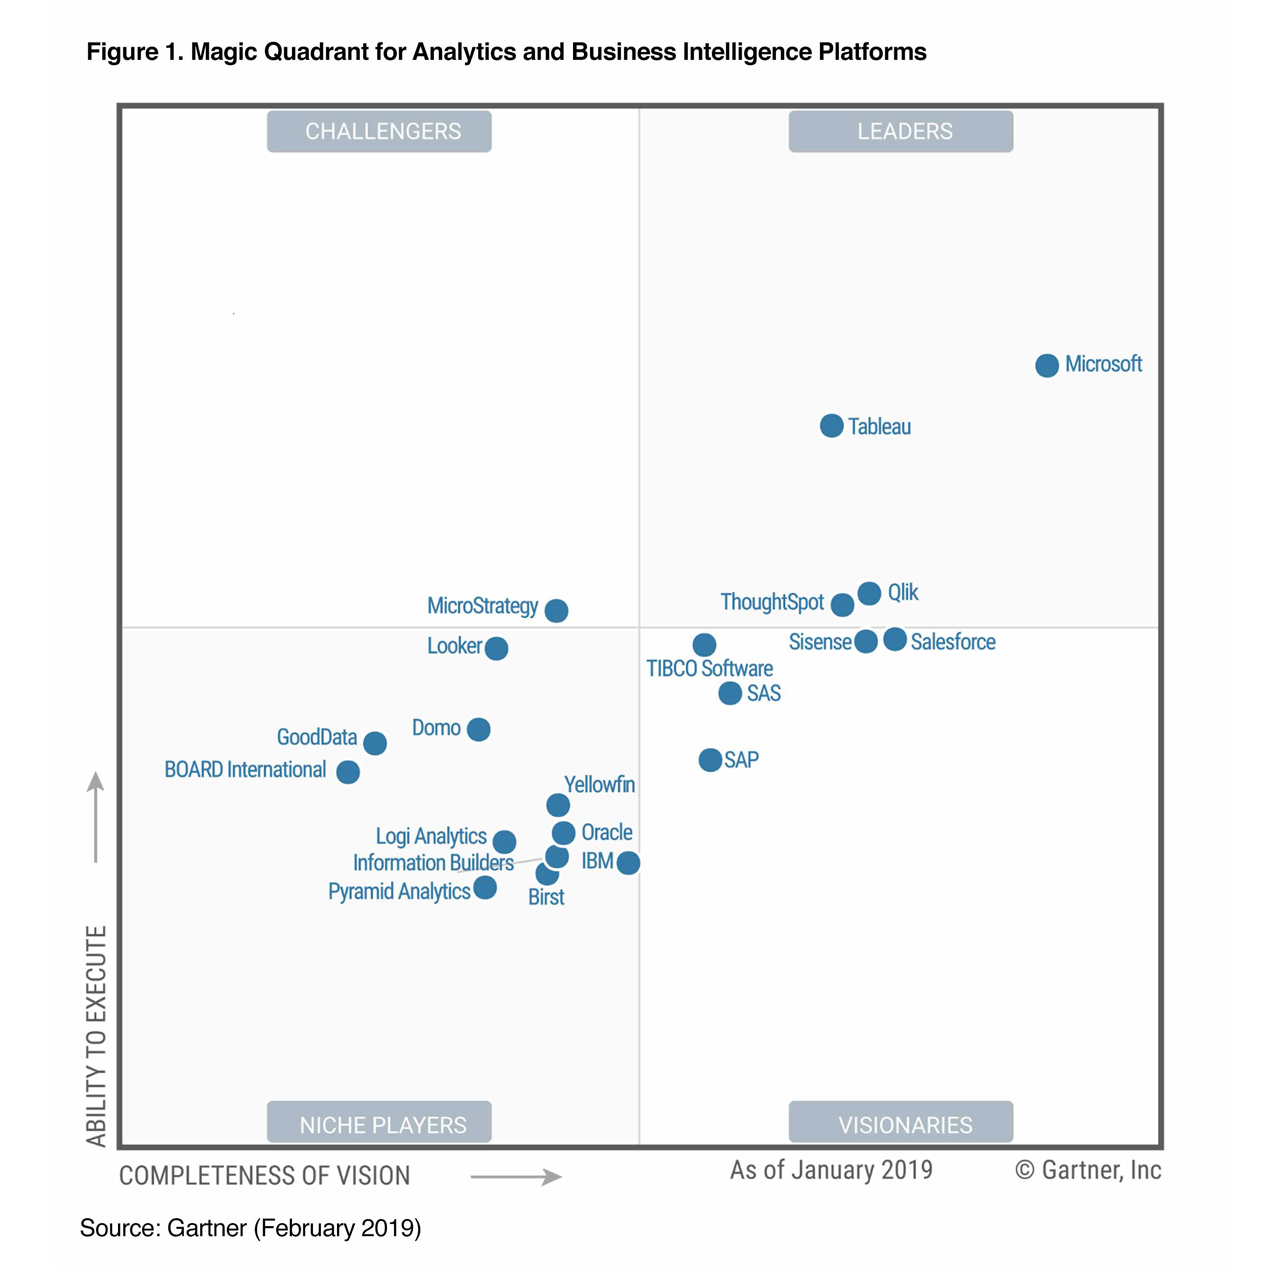 Figure 1. Magic Quadrant for Analytics and Business Intelligence Platforms
CHALLENGERS
LEADERS
Microsoft
Tableau
Qlik
ThoughtSpot
MicroStrategy
Looker
Sisense
Salesforce
TIBCO Software
SAS
Domo
GoodData
SAP
BOARD International
Yellowfin
Oracle
Logi Analytics
IBM
Information Builders
Pyramid Analytics
Birst
ABILITY TO EXECUTE
NICHE PLAYERS
VISIONARIES
COMPLETENESS OF VISION
As of January 2019
© Gartner, Inc
Source: Gartner (February 2019)